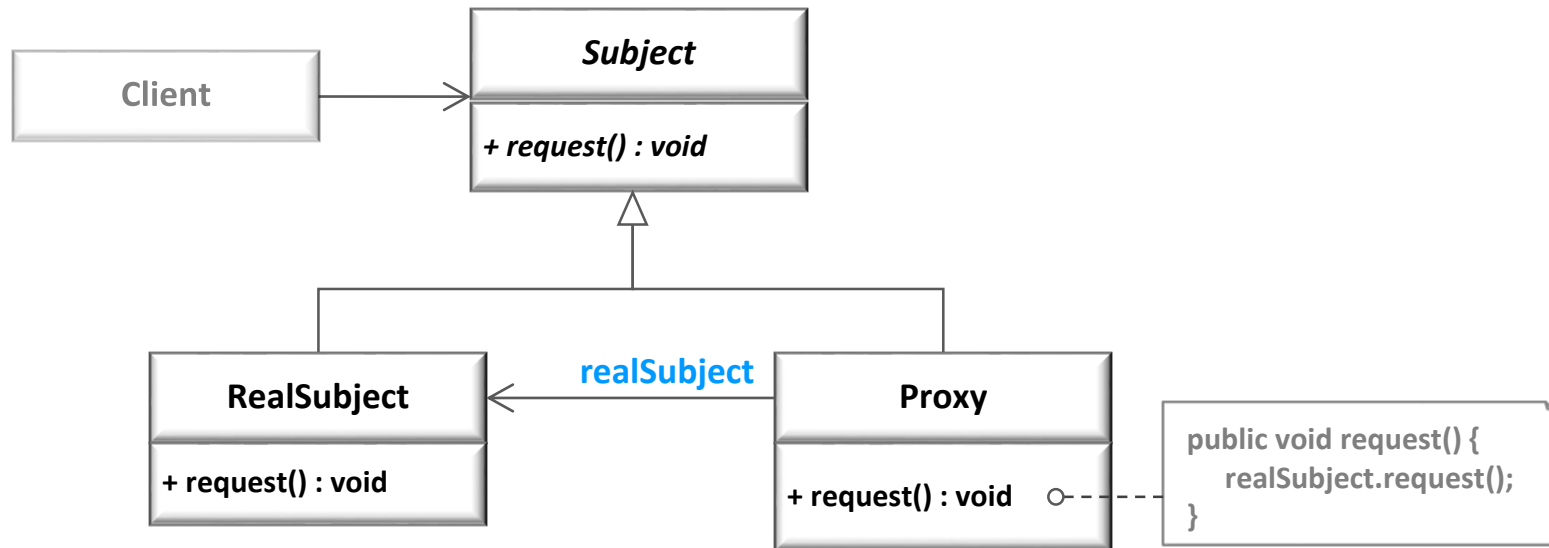 Client
Subject
+ request() : void
realSubject
RealSubject
+ request() : void
Proxy
+ request() : void
public void request() {
realSubject.request();
}